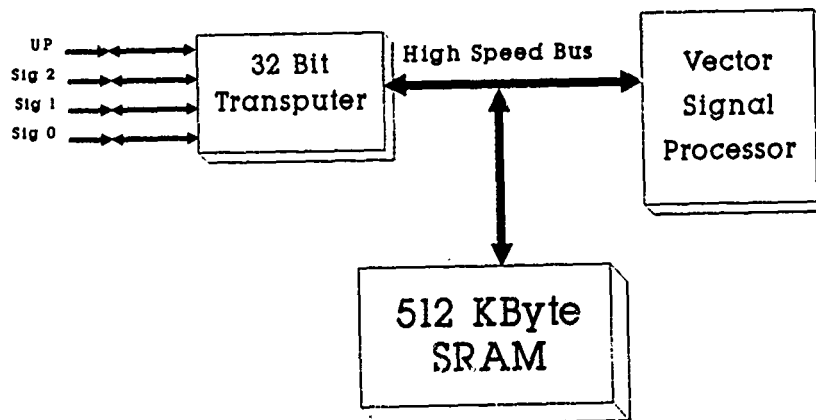 UP
Sig 2
Sig 1
Sig 0
32 Bit
Transputer
High Speed Bus
Vector
Signal
Processor
512 KByte
SRAM